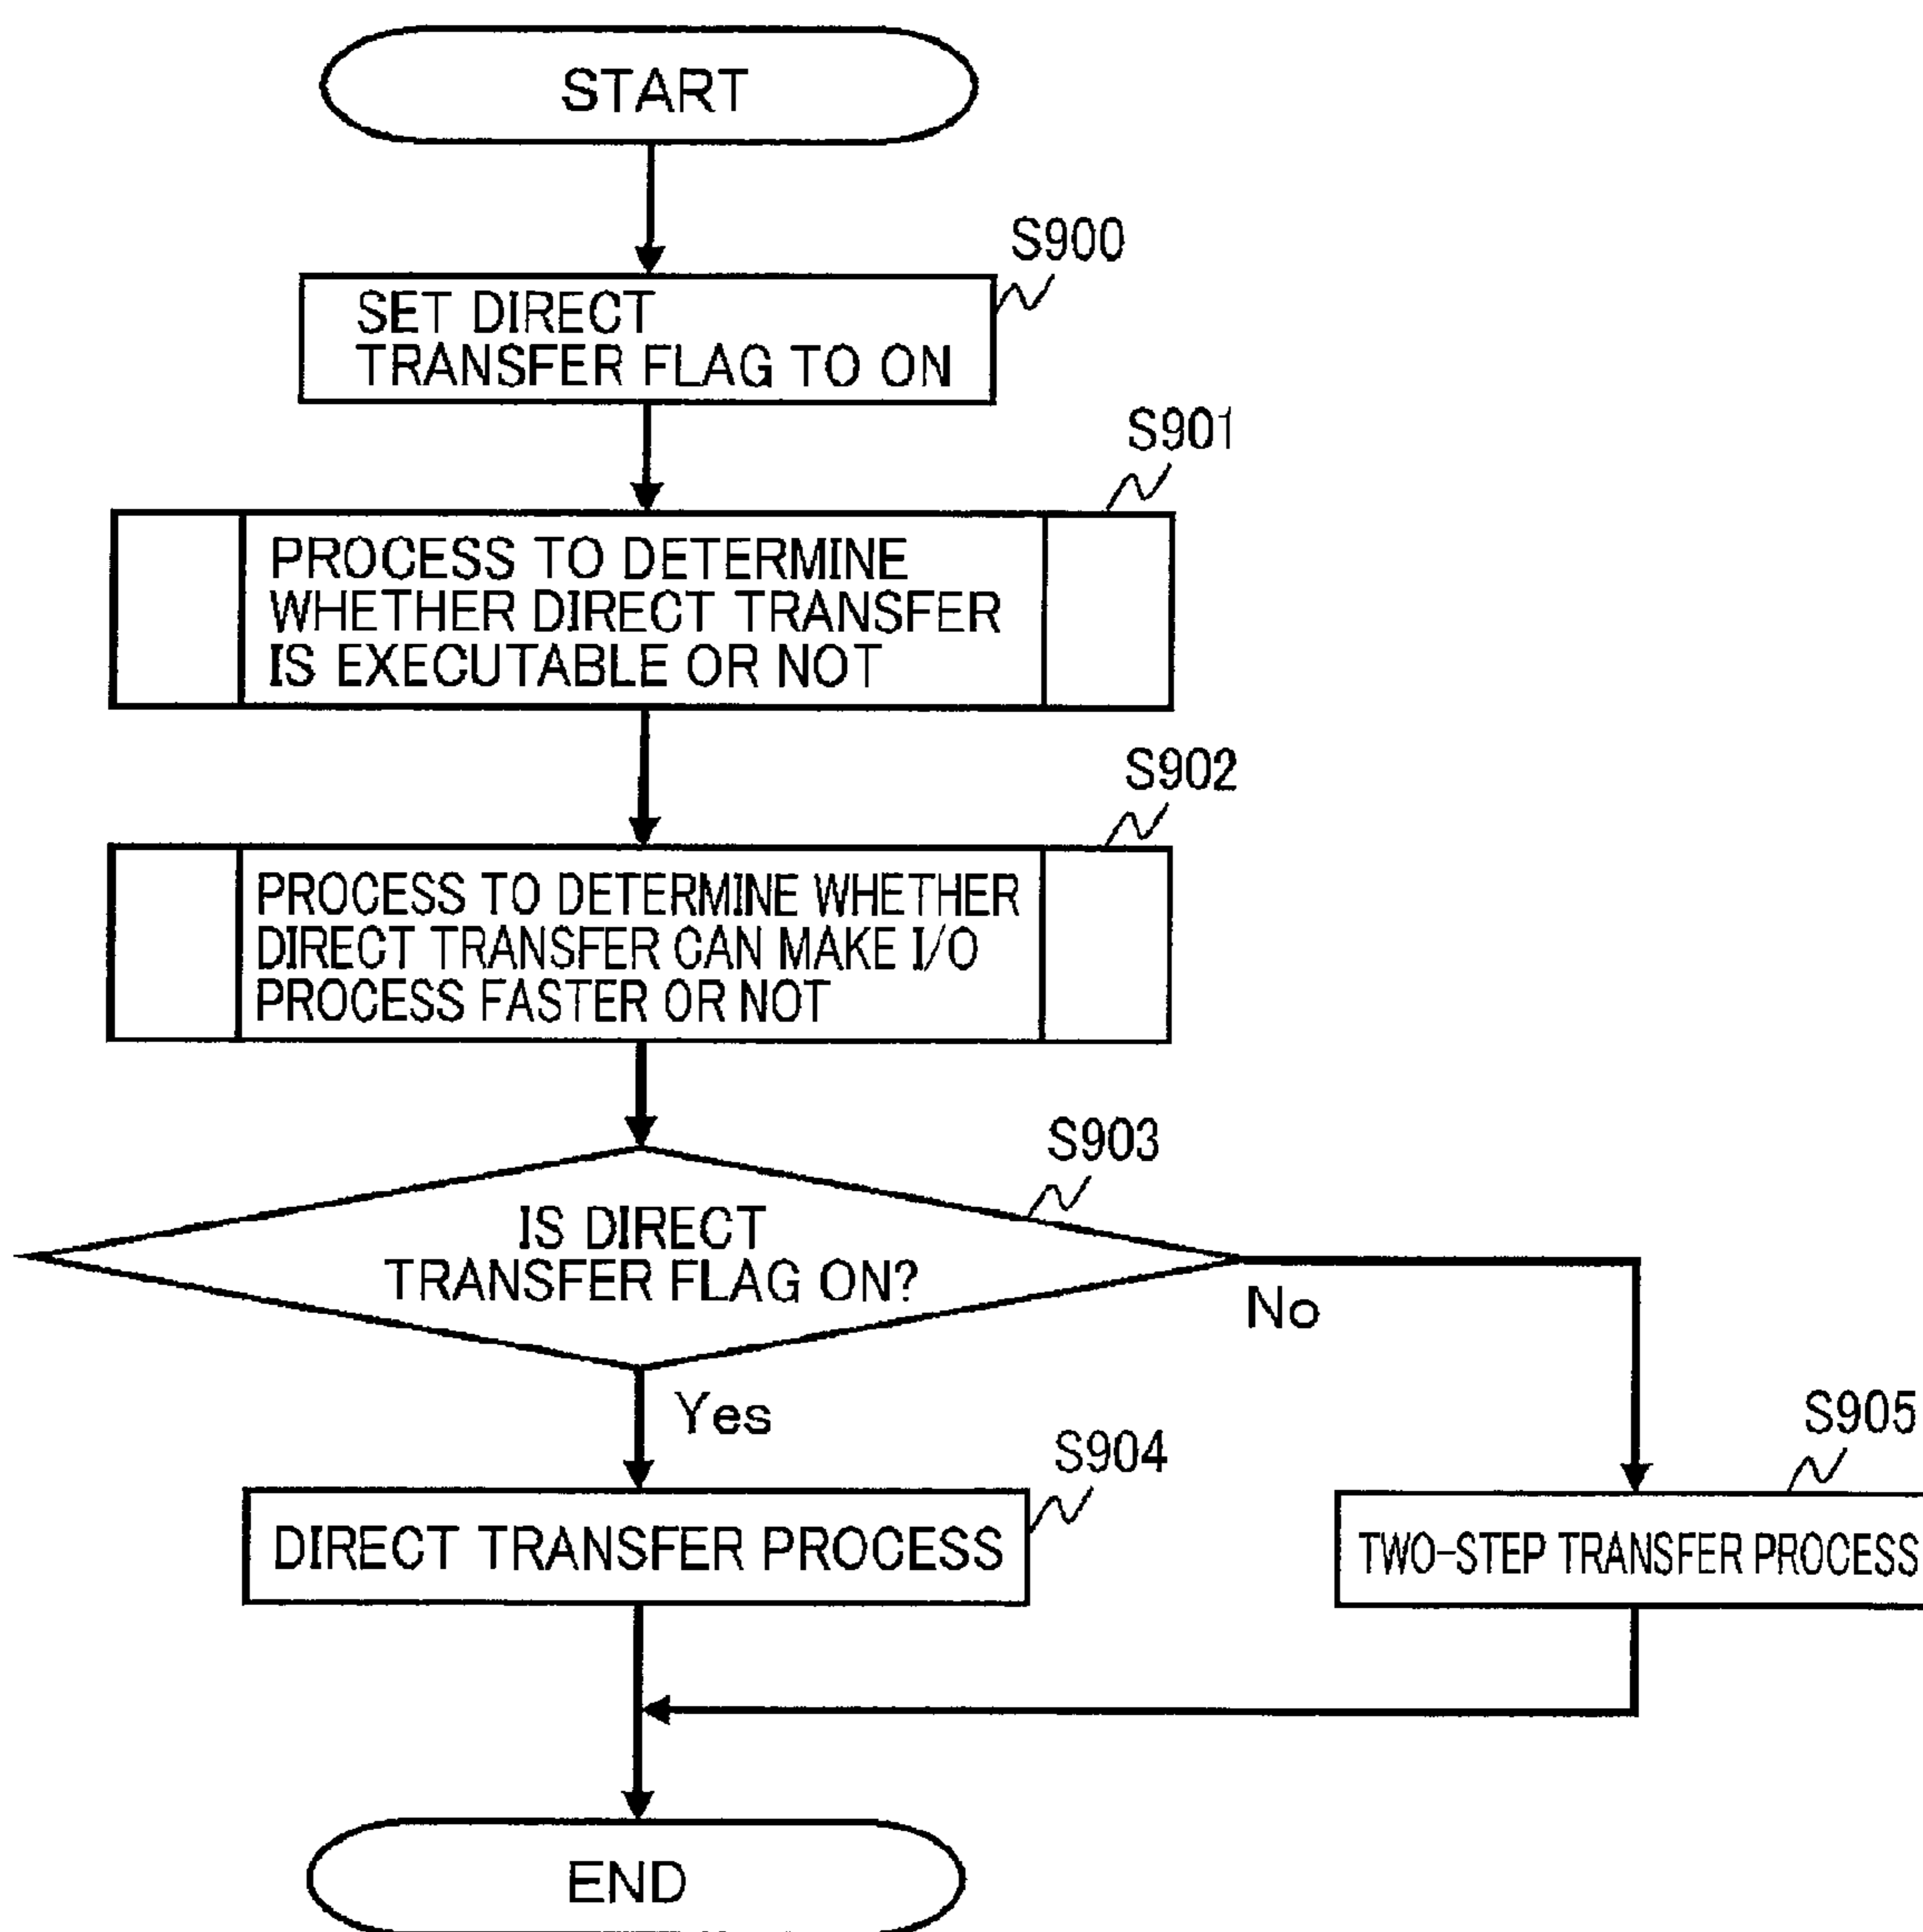 START
S900
SET DIRECT
TRANSFER FLAG TO ON
S901
PROCESS TO DETERMINE
WHETHER DIRECT TRANSFER
IS EXECUTABLE OR NOT
S902
PROCESS TO DETERMINE WHETHER
DIRECT TRANSFER CAN MAKE I/O
PROCESS FASTER OR NOT
S903
IS DIRECT
TRANSFER FLAG ON?
No
Yes
S904
DIRECT TRANSFER PROCESS
S905
TWO-STEP TRANSFER PROCESS
END